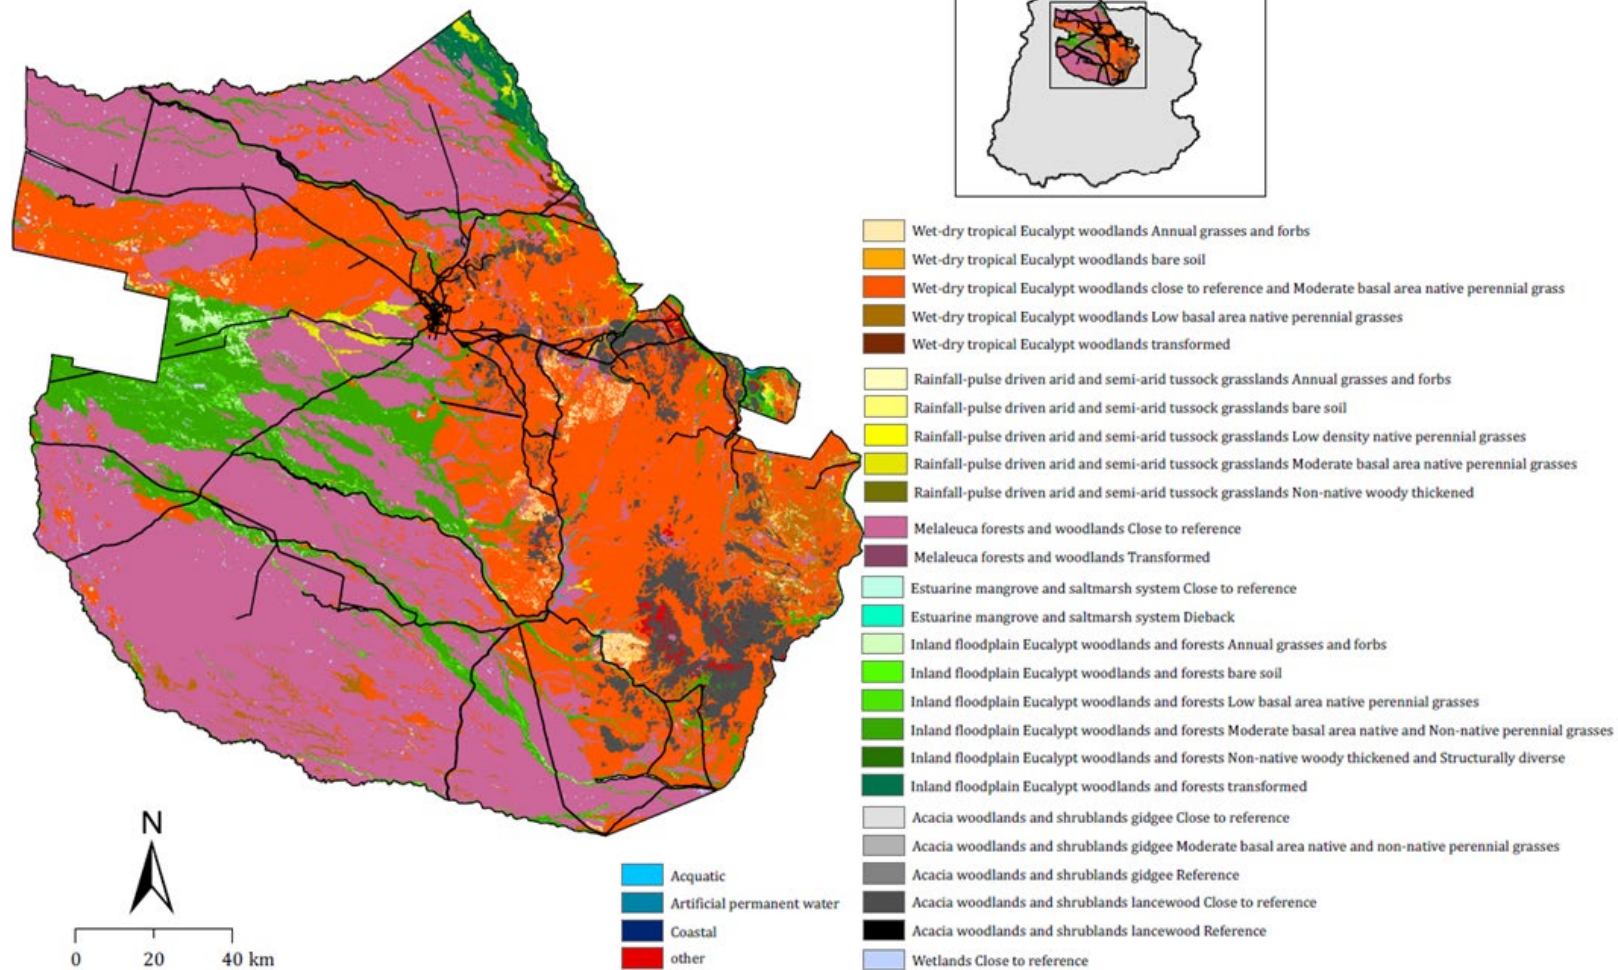 Wet-dry tropical Eucalypt woodlands Annual grasses and forbs
Wet-dry tropical Eucalypt woodlands bare soil
Wet-dry tropical Eucalypt woodlands close to reference and Moderate basal area native perennial grass
Wet-dry tropical Eucalypt woodlands Low basal area native perennial grasses
Wet-dry tropical Eucalypt woodlands transformed
Rainfall-pulse driven arid and semi-arid tussock grasslands Annual grasses and forbs
Rainfall-pulse driven arid and semi-arid tussock grasslands bare soil
Rainfall-pulse driven arid and semi-arid tussock grasslands Low density native perennial grasses
Rainfall-pulse driven arid and semi-arid tussock grasslands Moderate basal area native perennial grasses
Rainfall-pulse driven arid and semi-arid tussock grasslands Non-native woody thickened
Melaleuca forests and woodlands Close to reference
Melaleuca forests and woodlands Transformed
Estuarine mangrove and saltmarsh system Close to reference
Estuarine mangrove and saltmarsh system Dieback
Inland floodplain Eucalypt woodlands and forests Annual grasses and forbs
Inland floodplain Eucalypt woodlands and forests bare soil
Inland floodplain Eucalypt woodlands and forests Low basal area native perennial grasses
Inland floodplain Eucalypt woodlands and forests Moderate basal area native and Non-native perennial grasses
Inland floodplain Eucalypt woodlands and forests Non-native woody thickened and Structurally diverse
Inland floodplain Eucalypt woodlands and forests transformed
Acacia woodlands and shrublands gidgee Close to reference
Acacia woodlands and shrublands gidgee Moderate basal area native and non-native perennial grasses
Acacia woodlands and shrublands gidgee Reference
Acacia woodlands and shrublands lancewood Close to reference
Acacia woodlands and shrublands lancewood Reference
Wetlands Close to reference
Acquatic
Artificial permanent water
Coastal
other
N
0 20 40 km